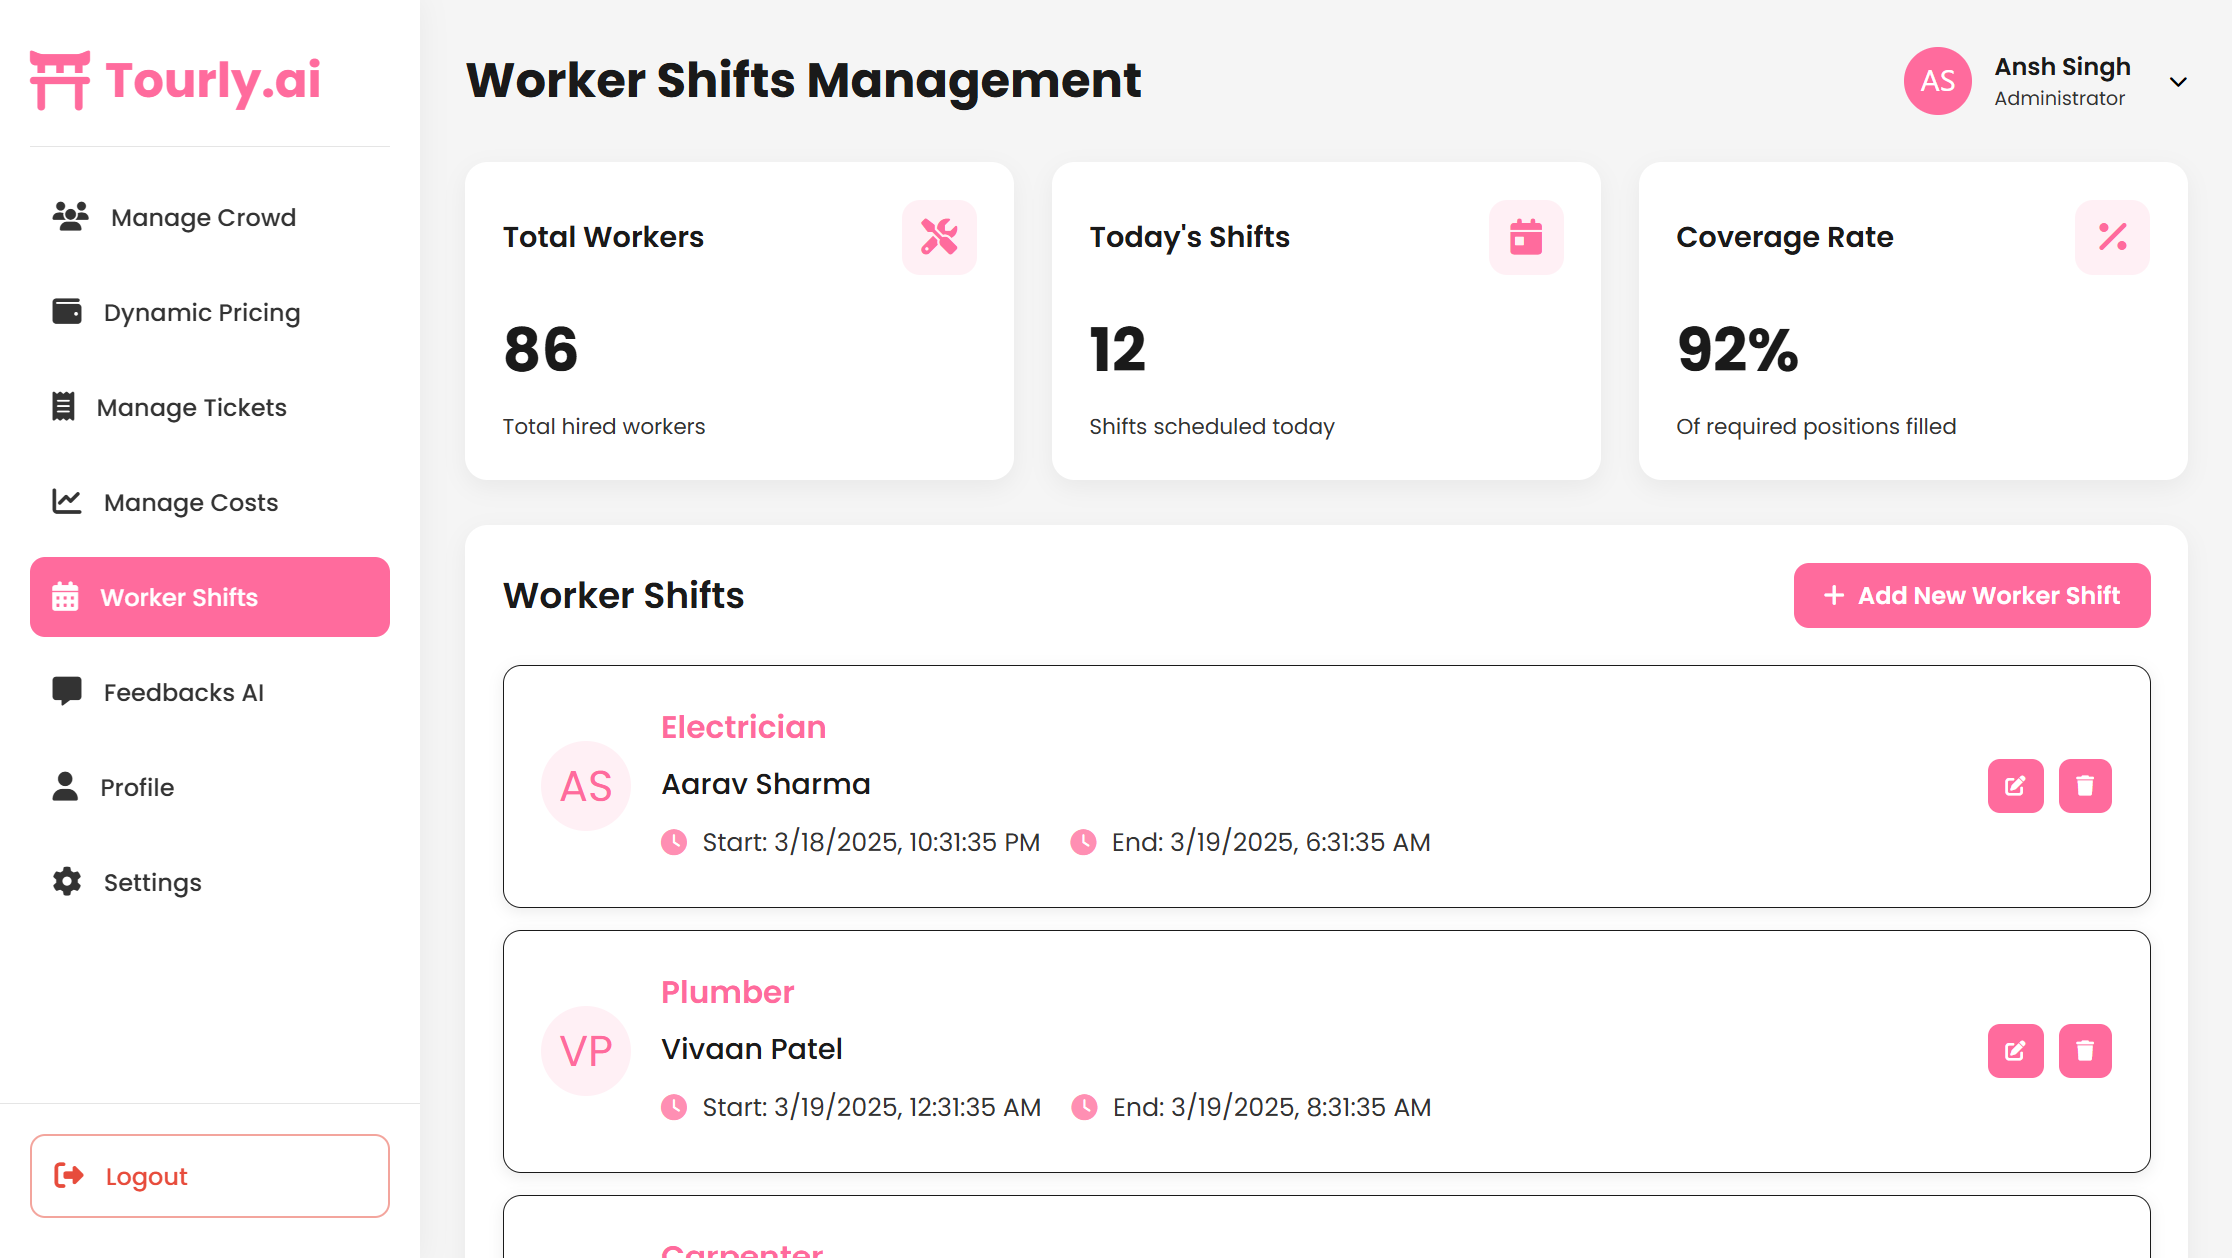 Tourly.ai
Manage Crowd
Dynamic Pricing
Manage Tickets
Manage Costs
Worker Shifts
Feedbacks AI
Profile
Settings
Logout
Worker Shifts Management
AS
Ansh Singh
Administrator
Total Workers
86
Total hired workers
Today's Shifts
12
Shifts scheduled today
Coverage Rate
92%
Of required positions filled
Worker Shifts
+ Add New Worker Shift
AS
Electrician
Aarav Sharma
Start: 3/18/2025, 10:31:35 PM End: 3/19/2025, 6:31:35 AM
VP
Plumber
Vivaan Patel
Start: 3/19/2025, 12:31:35 AM End: 3/19/2025, 8:31:35 AM
Carpenter